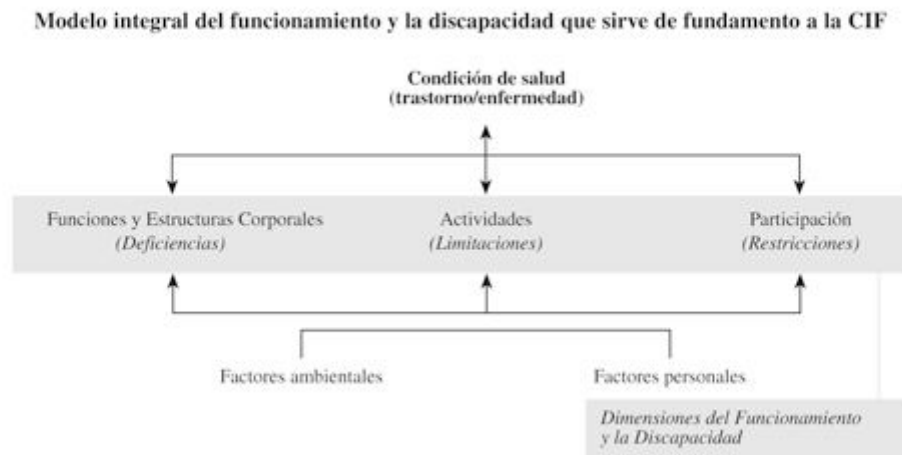 Modelo integral del funcionamiento y la discapacidad que sirve de fundamento a la CIF
Condición de salud
(trastorno/enfermedad)
Funciones y Estructuras Corporales
(Deficiencias)
Actividades
(Limitaciones)
Participación
(Restricciones)
Factores ambientales
Factores personales
Dimensiones del Funcionamiento
y la Discapacidad